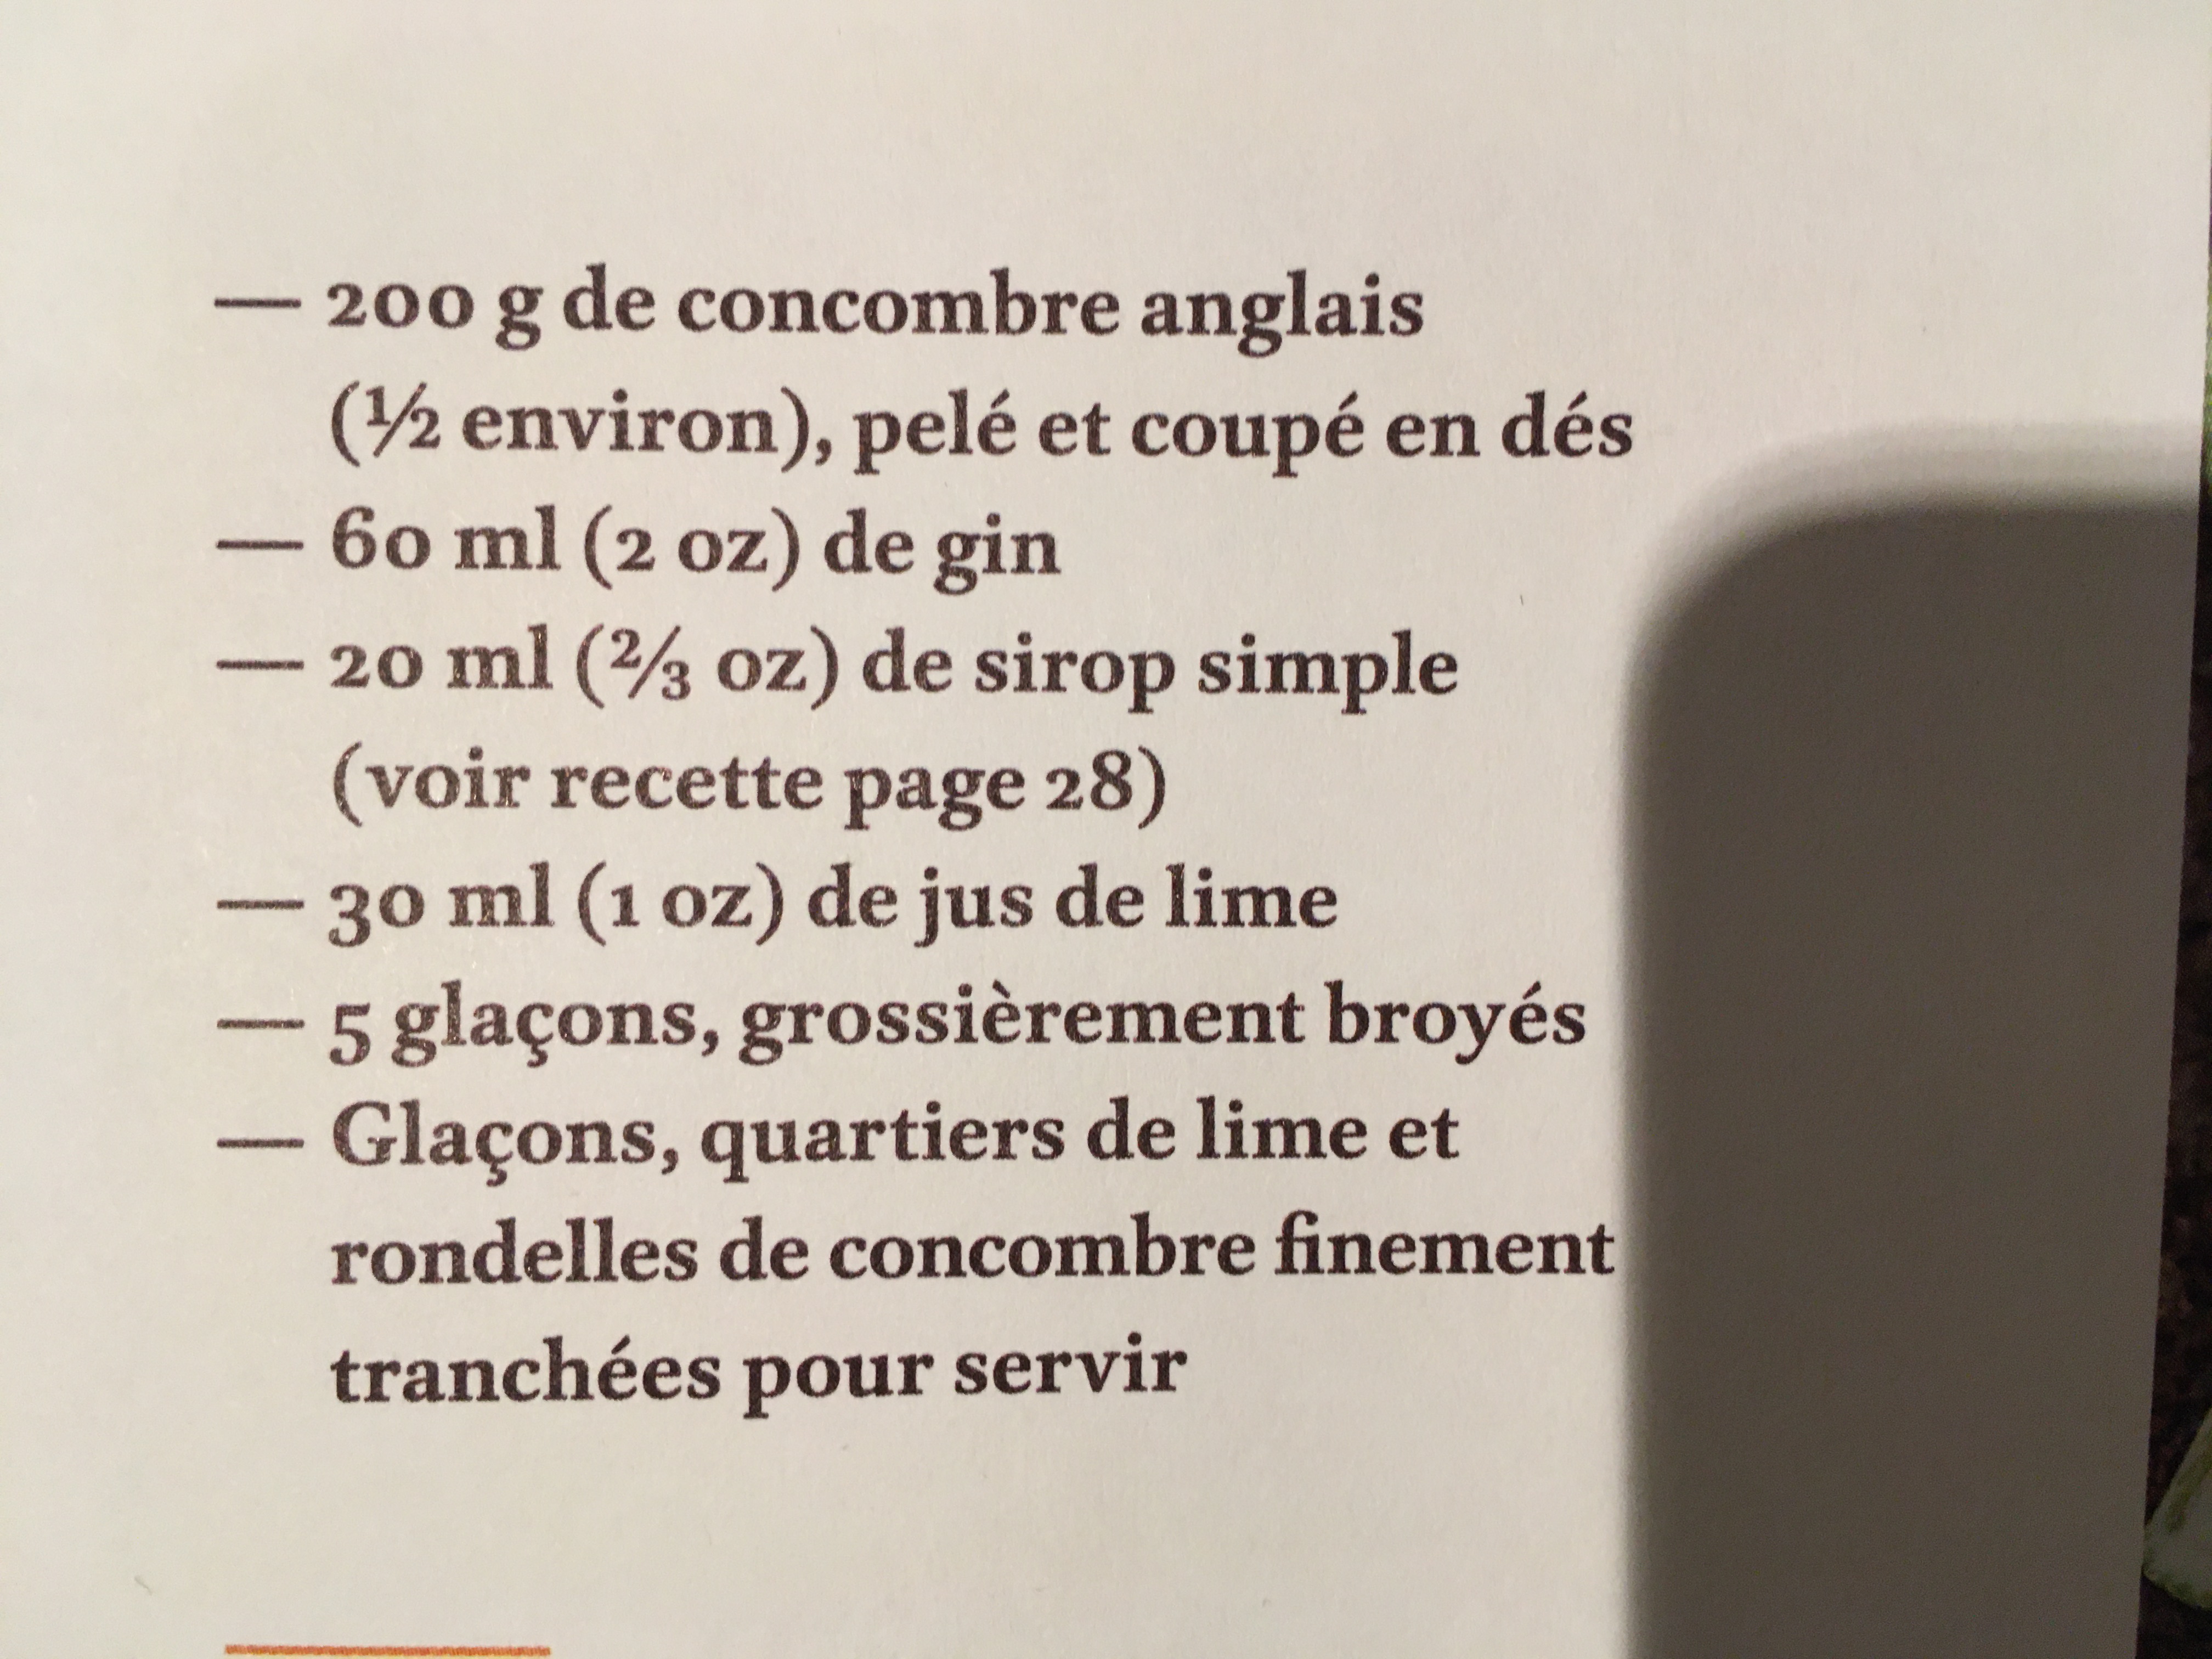 — 200 g de concombre anglais
(½ environ), pelé et coupé en dés
— 60 ml (2 oz) de gin
— 20 ml (⅔ oz) de sirop simple
(voir recette page 28)
— 30 ml (1 oz) de jus de lime
— 5 glaçons, grossièrement broyés
— Glaçons, quartiers de lime et
rondelles de concombre finement
tranchées pour servir